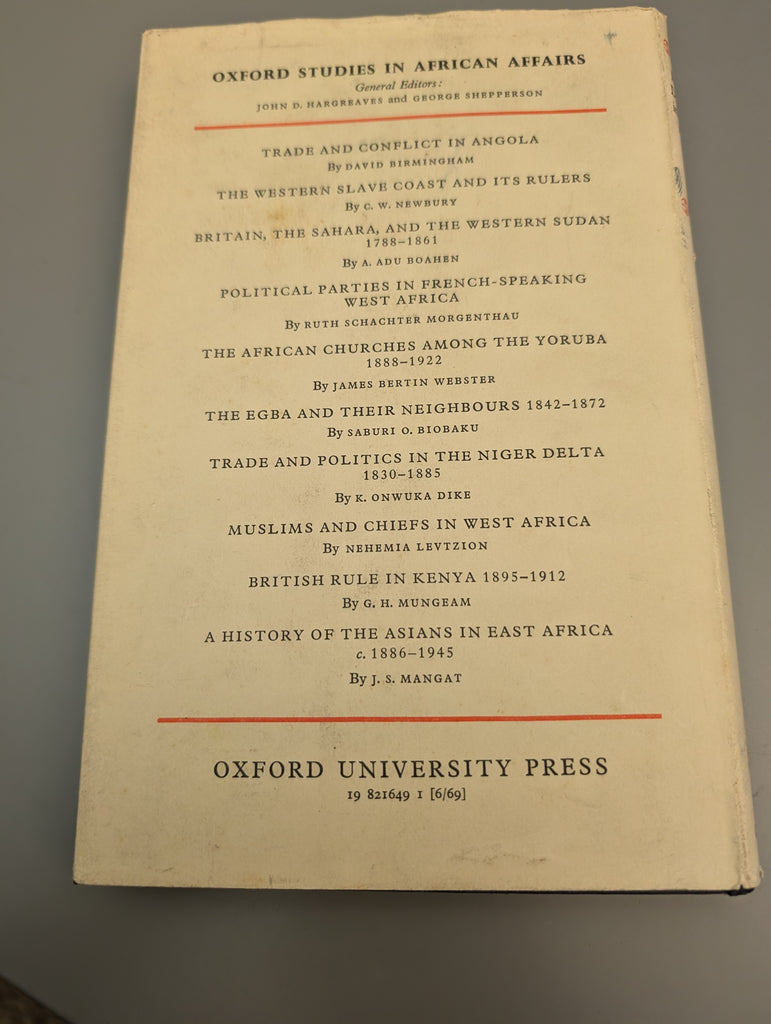 OXFORD STUDIES IN AFRICAN AFFAIRS
General Editors:
JOHN D. HARGREAVES and GEORGE SHEPPERSON
TRADE AND CONFLICT IN ANGOLA
By DAVID BIRMINGHAM
THE WESTERN SLAVE COAST AND ITS RULERS
By C. W. NEWBURY
BRITAIN, THE SAHARA, AND THE WESTERN SUDAN
1788–1861
By A. ADU BOAHEN
POLITICAL PARTIES IN FRENCH-SPEAKING
WEST AFRICA
By RUTH SCHACHTER MORGENTHAU
THE AFRICAN CHURCHES AMONG THE YORUBA
1888–1922
By JAMES BERTIN WEBSTER
THE EGBA AND THEIR NEIGHBOURS 1842–1872
By SABURI O. BIOBAKU
TRADE AND POLITICS IN THE NIGER DELTA
1830–1885
By K. ONWUKA DIKE
MUSLIMS AND CHIEFS IN WEST AFRICA
By NEHEMIA LEVTZION
BRITISH RULE IN KENYA 1895–1912
By G. H. MUNGEAM
A HISTORY OF THE ASIANS IN EAST AFRICA
c. 1886–1945
By J. S. MANGAT
OXFORD UNIVERSITY PRESS
19 821649 1 [6/69]